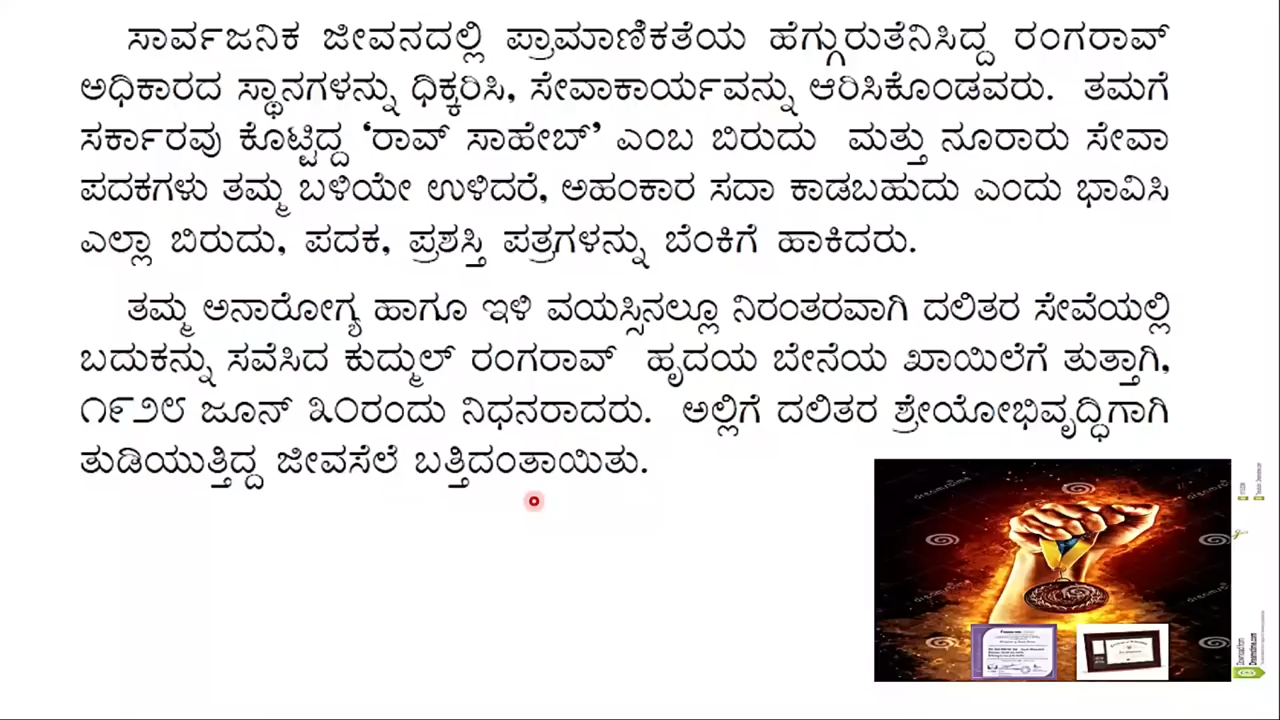 ಸಾರ್ವಜನಿಕ ಜೀವನದಲ್ಲಿ ಪ್ರಾಮಾಣಿಕತೆಯ ಹೆಗ್ಗುರುತೆನಿಸಿದ್ದ ರಂಗರಾವ್
ಅಧಿಕಾರದ ಸ್ಥಾನಗಳನ್ನು ಧಿಕ್ಕರಿಸಿ, ಸೇವಾಕಾರ್ಯವನ್ನು ಆರಿಸಿಕೊಂಡವರು. ತಮಗೆ
ಸರ್ಕಾರವು ಕೊಟ್ಟಿದ್ದ ‘ರಾವ್ ಸಾಹೇಬ್’ ಎಂಬ ಬಿರುದು ಮತ್ತು ನೂರಾರು ಸೇವಾ
ಪದಕಗಳು ತಮ್ಮ ಬಳಿಯೇ ಉಳಿದರೆ, ಅಹಂಕಾರ ಸದಾ ಕಾಡಬಹುದು ಎಂದು ಭಾವಿಸಿ
ಎಲ್ಲಾ ಬಿರುದು, ಪದಕ, ಪ್ರಶಸ್ತಿ ಪತ್ರಗಳನ್ನು ಬೆಂಕಿಗೆ ಹಾಕಿದರು.
ತಮ್ಮ ಅನಾರೋಗ್ಯ ಹಾಗೂ ಇಳಿ ವಯಸ್ಸಿನಲ್ಲೂ ನಿರಂತರವಾಗಿ ದಲಿತರ ಸೇವೆಯಲ್ಲಿ
ಬದುಕನ್ನು ಸವೆಸಿದ ಕುದ್ಮುಲ್ ರಂಗರಾವ್ ಹೃದಯ ಬೇನೆಯ ಖಾಯಿಲೆಗೆ ತುತ್ತಾಗಿ,
೧೯೨೮ ಜೂನ್ ೩೦ರಂದು ನಿಧನರಾದರು. ಅಲ್ಲಿಗೆ ದಲಿತರ ಶ್ರೇಯೋಭಿವೃದ್ಧಿಗಾಗಿ
ತುಡಿಯುತ್ತಿದ್ದ ಜೀವಸೆಲೆ ಬತ್ತಿದಂತಾಯಿತು.